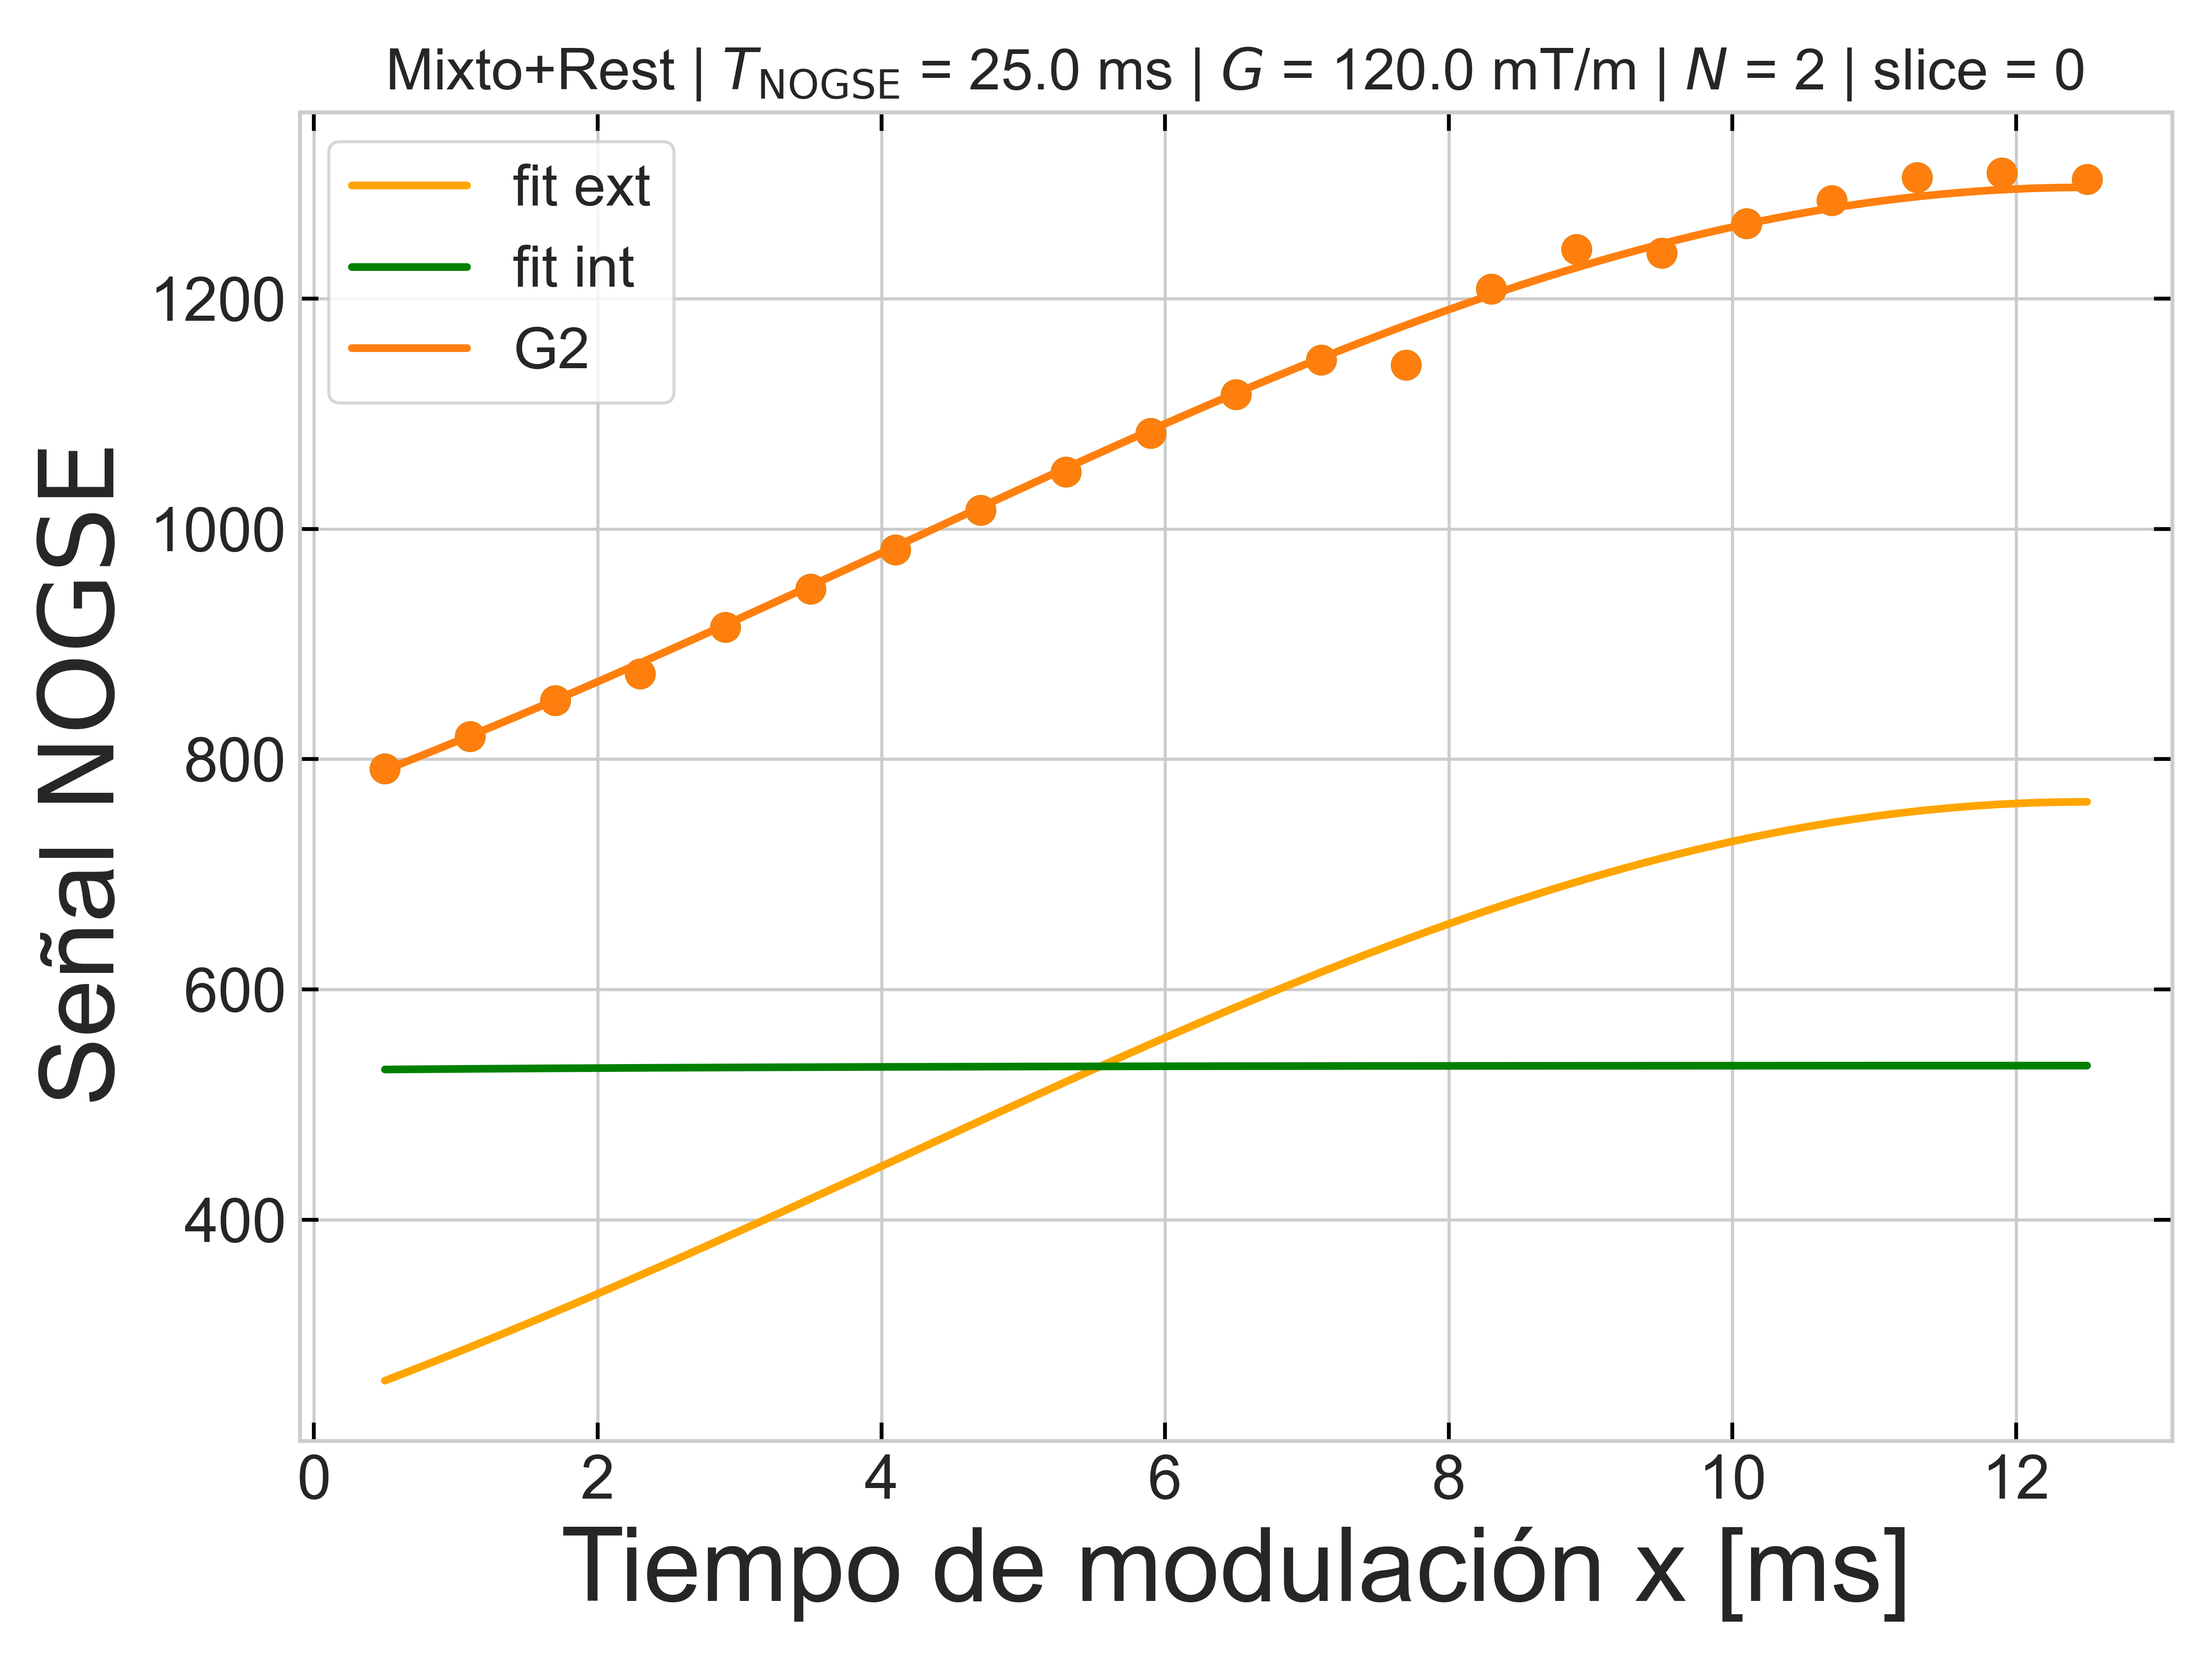 Mixto+Rest | T_NOGSE = 25.0 ms | G = 120.0 mT/m | N = 2 | slice = 0
fit ext
fit int
G2
Señal NOGSE
1200
1000
800
600
400
0 2 4 6 8 10 12
Tiempo de modulación x [ms]